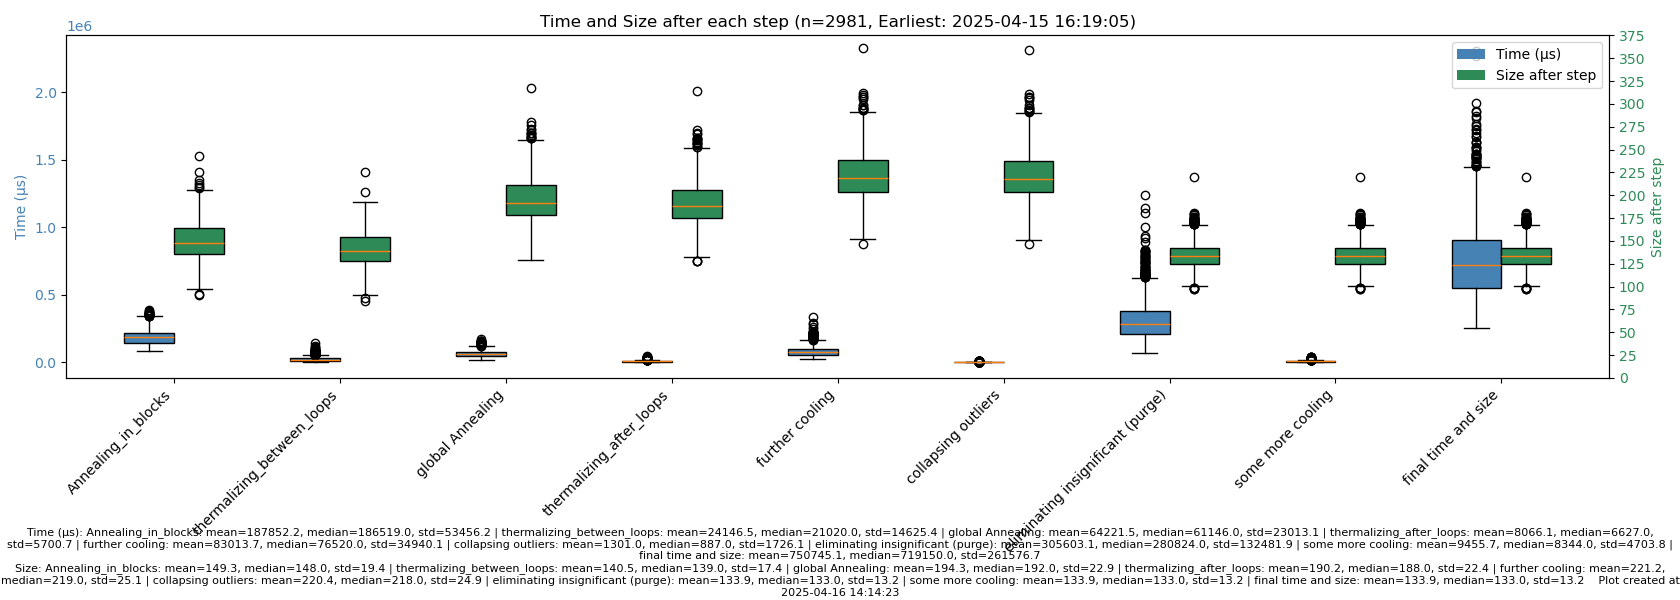 Time and Size after each step (n=2981, Earliest: 2025-04-15 16:19:05)
1e6
Time (µs)
Size after step
2.0
1.5
1.0
0.5
0.0
Time (µs)
375
350
325
300
275
250
225
200
175
150
125
100
75
50
25
0
Size after step
Annealing_in_blocks
thermalizing_between_loops
global Annealing
thermalizing_after_loops
further cooling
collapsing outliers
eliminating insignificant (purge)
some more cooling
final time and size
Time (µs): Annealing_in_blocks: mean=187852.2, median=186519.0, std=53456.2 | thermalizing_between_loops: mean=24146.5, median=21020.0, std=14625.4 | global Annealing: mean=64221.5, median=61146.0, std=23013.1 | thermalizing_after_loops: mean=8066.1, median=6627.0,
std=5700.7 | further cooling: mean=83013.7, median=76520.0, std=34940.1 | collapsing outliers: mean=1301.0, median=887.0, std=1726.1 | eliminating insignificant (purge): mean=305603.1, median=280824.0, std=132481.9 | some more cooling: mean=9455.7, median=8344.0, std=4703.8 |
final time and size: mean=750745.1, median=719150.0, std=261576.7
Size: Annealing_in_blocks: mean=149.3, median=148.0, std=19.4 | thermalizing_between_loops: mean=140.5, median=139.0, std=17.4 | global Annealing: mean=194.3, median=192.0, std=22.9 | thermalizing_after_loops: mean=190.2, median=188.0, std=22.4 | further cooling: mean=221.2,
median=219.0, std=25.1 | collapsing outliers: mean=220.4, median=218.0, std=24.9 | eliminating insignificant (purge): mean=133.9, median=133.0, std=13.2 | some more cooling: mean=133.9, median=133.0, std=13.2 | final time and size: mean=133.9, median=133.0, std=13.2 Plot created at
2025-04-16 14:14:23